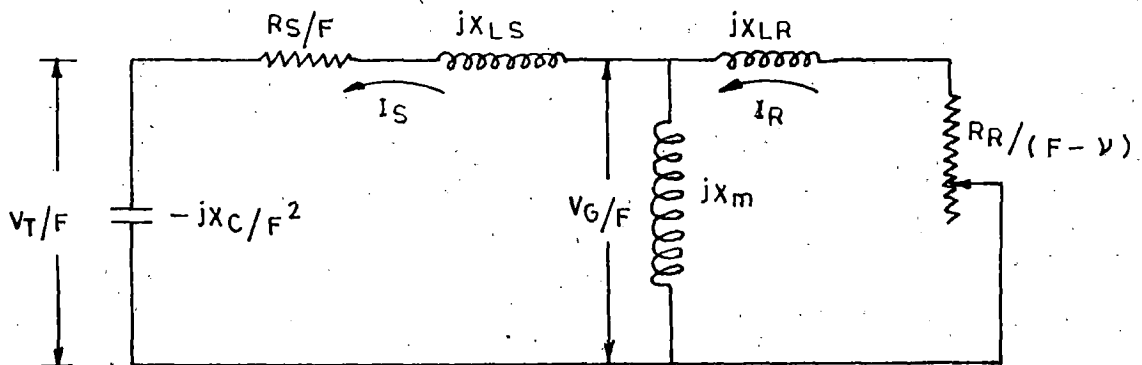 RS/F
jXLS
jXLR
IS
IR
RR/(F-ν)
VT/F
-jXC/F²
VG/F
jXm